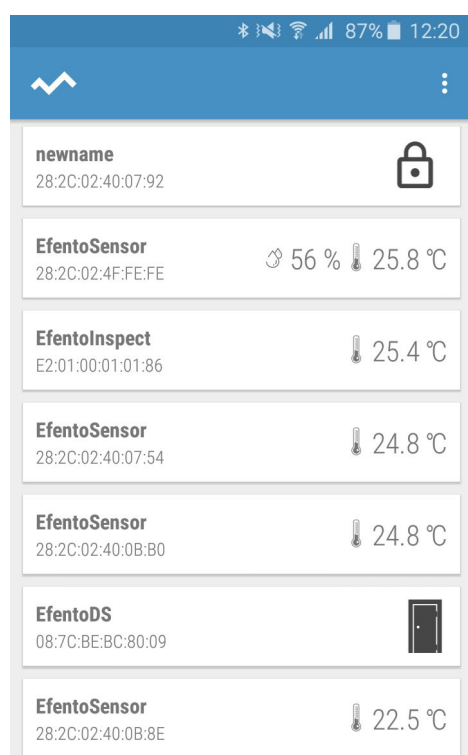 87% 12:20
newname
28:2C:02:40:07:92
EfentoSensor
56 % 25.8 °C
28:2C:02:4F:FE:FE
EfentoInspect
25.4 °C
E2:01:00:01:01:86
EfentoSensor
24.8 °C
28:2C:02:40:07:54
EfentoSensor
24.8 °C
28:2C:02:40:0B:B0
EfentoDS
08:7C:BE:BC:80:09
EfentoSensor
22.5 °C
28:2C:02:40:0B:8E